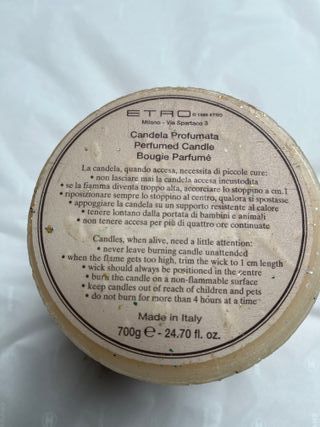 ETRO © 1989 ETRO
Milano - Via Spartaco 3
Candela Profumata
Perfumed Candle
Bougie Parfumé
La candela, quando accesa, necessita di piccole cure:
• non lasciare mai la candela accesa incustodita
• se la fiamma diventa troppo alta, accorciare lo stoppino a cm.1
• riposizionare sempre lo stoppino al centro, qualora si spostasse
• appoggiare la candela su un supporto resistente al calore
• tenere lontano dalla portata di bambini e animali
• non tenere accesa per più di quattro ore continuate
Candles, when alive, need a little attention:
• never leave burning candle unattended
• when the flame gets too high, trim the wick to 1 cm length
• wick should always be positioned in the centre
• burn the candle on a non-flammable surface
• keep candles out of reach of children and pets
• do not burn for more than 4 hours at a time
Made in Italy
700g ℮ - 24.70 fl. oz.